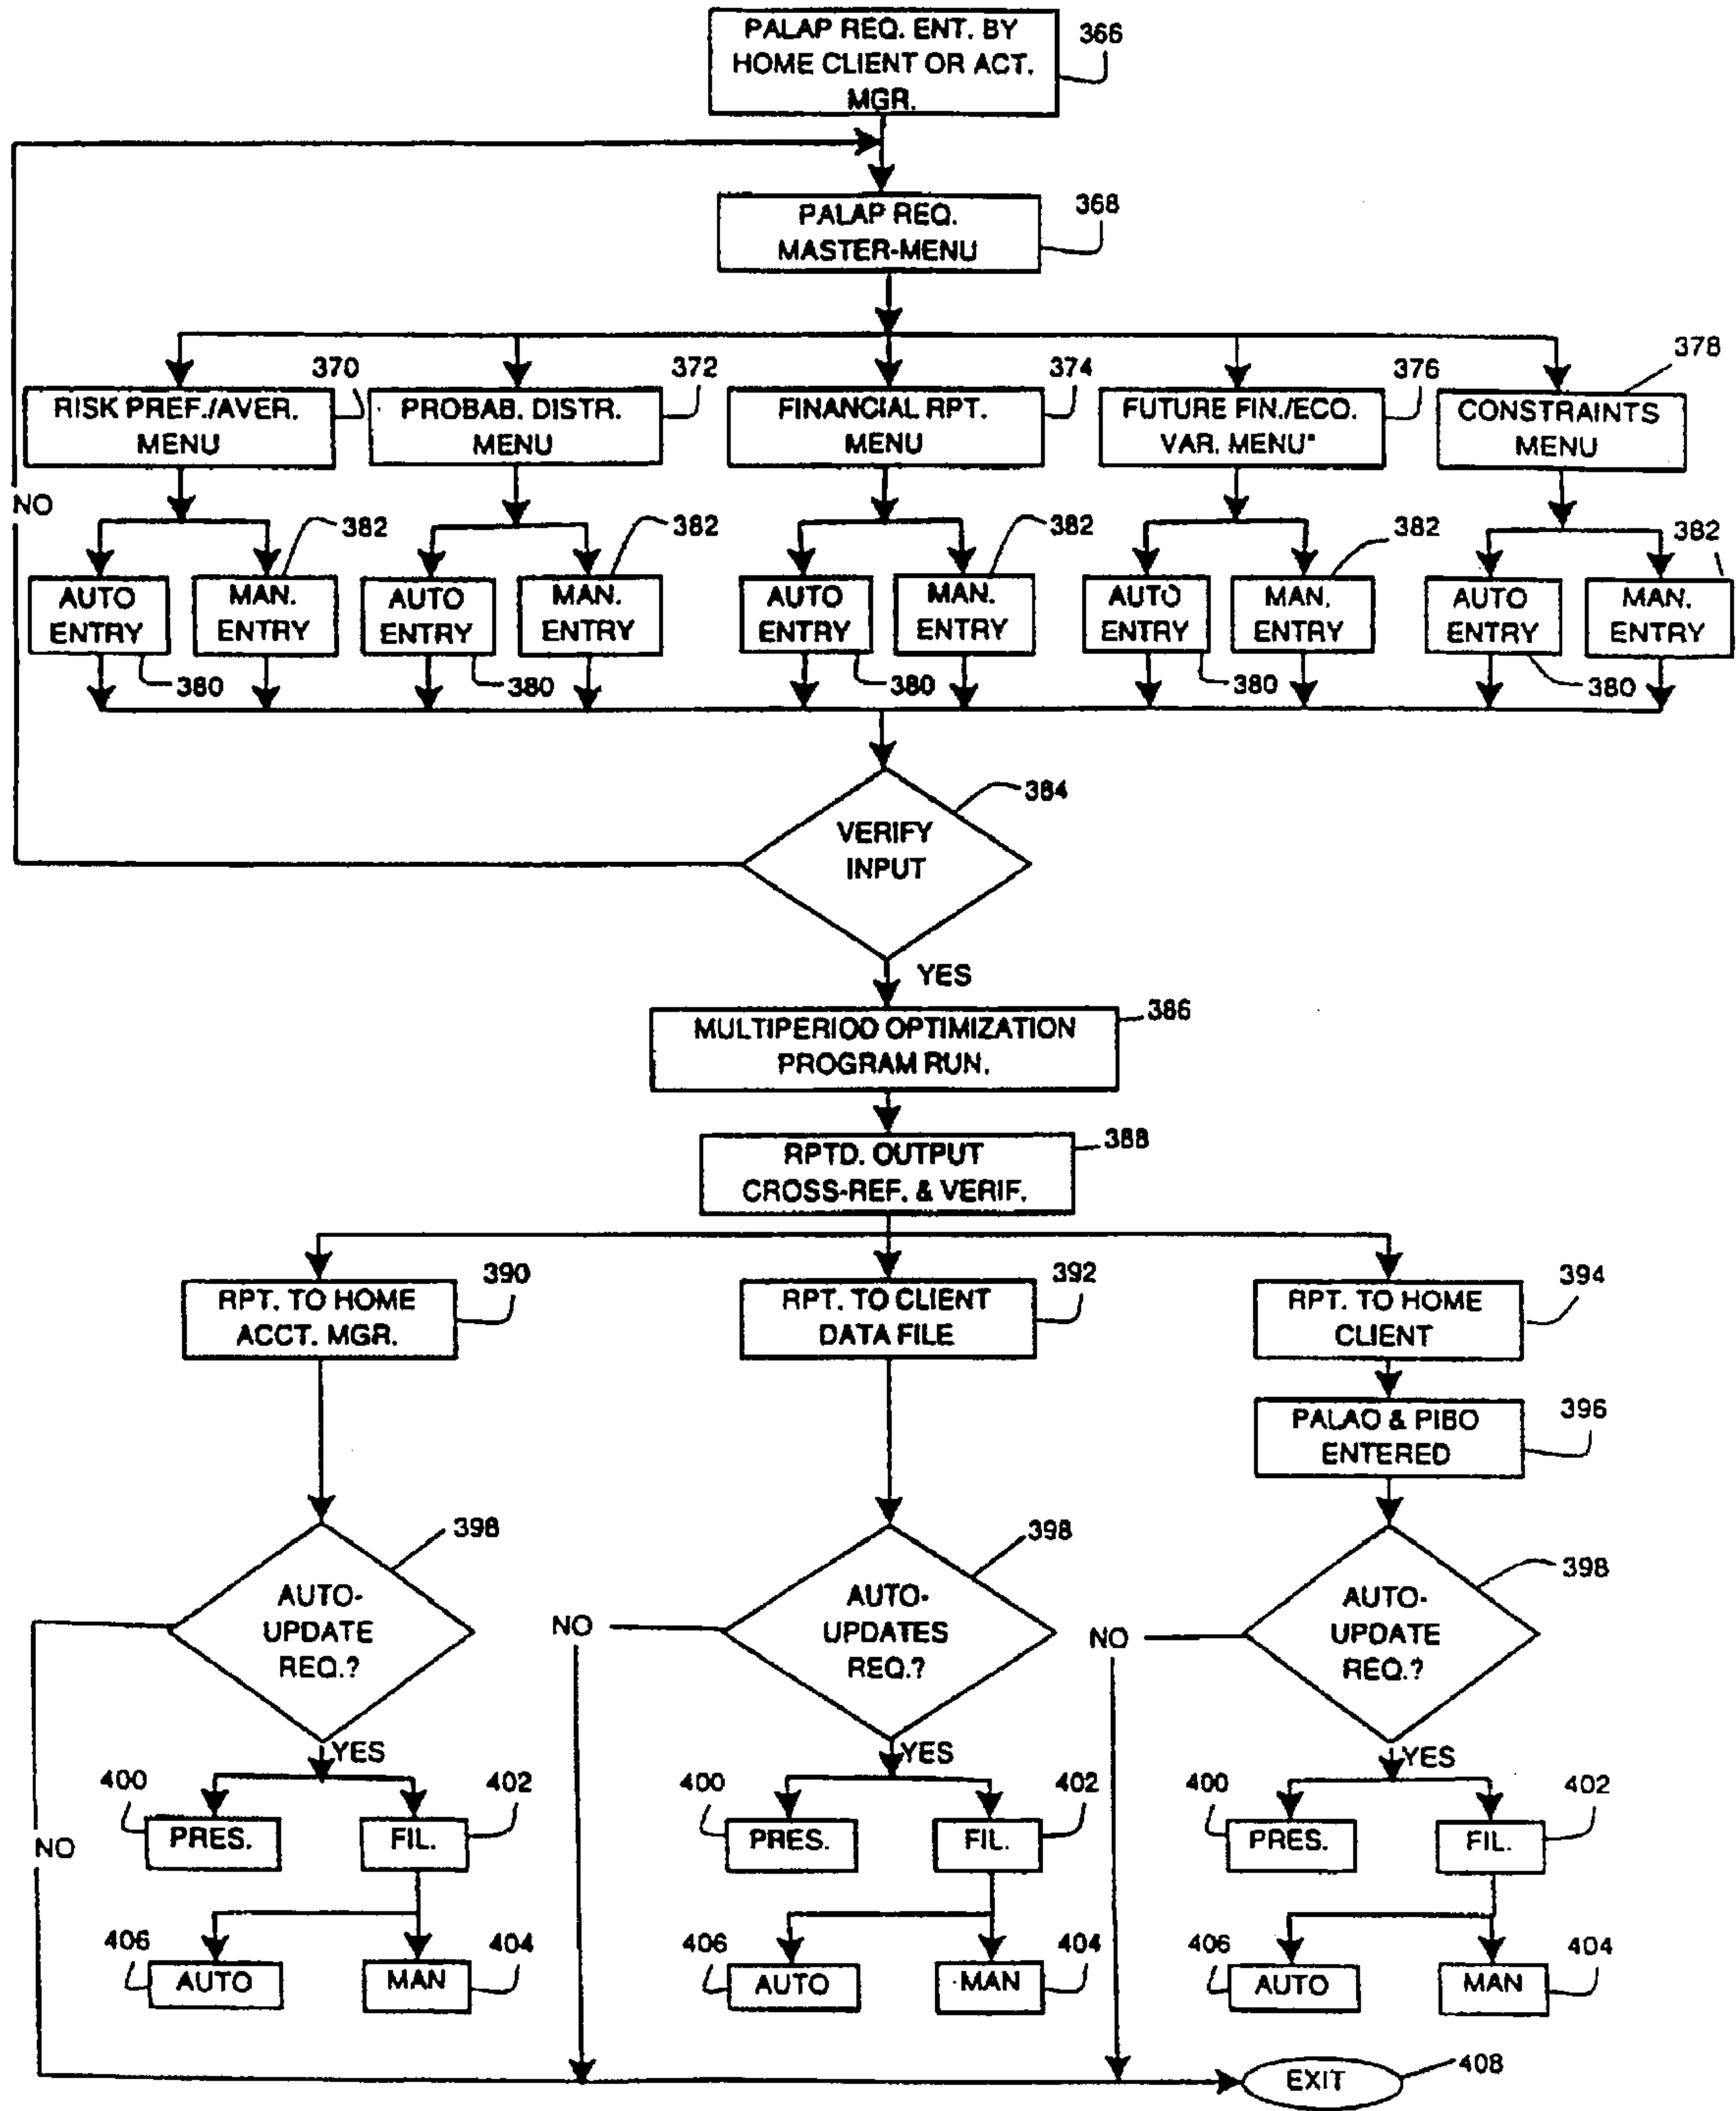 PALAP REQ. ENT. BY
HOME CLIENT OR ACT.
MGR.
366
PALAP REQ.
MASTER-MENU
368
RISK PREF./AVER.
MENU
370
PROBAB. DISTR.
MENU
372
FINANCIAL RPT.
MENU
374
FUTURE FIN./ECO.
VAR. MENU"
376
CONSTRAINTS
MENU
378
NO
AUTO
ENTRY
380
MAN.
ENTRY
382
AUTO
ENTRY
380
MAN.
ENTRY
382
AUTO
ENTRY
380
MAN.
ENTRY
382
AUTO
ENTRY
380
MAN.
ENTRY
382
AUTO
ENTRY
380
MAN.
ENTRY
382
VERIFY
INPUT
384
YES
MULTIPERIOD OPTIMIZATION
PROGRAM RUN.
386
RPTD. OUTPUT
CROSS-REF. & VERIF.
388
RPT. TO HOME
ACCT. MGR.
390
RPT. TO CLIENT
DATA FILE
392
RPT. TO HOME
CLIENT
394
PALAO & PIBO
ENTERED
396
AUTO-
UPDATE
REQ.?
398
NO
AUTO-
UPDATES
REQ.?
398
NO
AUTO-
UPDATE
REQ.?
398
NO
YES
400
PRES.
FIL.
402
YES
400
PRES.
FIL.
402
YES
400
PRES.
FIL.
402
406
AUTO
MAN
404
406
AUTO
MAN
404
406
AUTO
MAN
404
EXIT
408